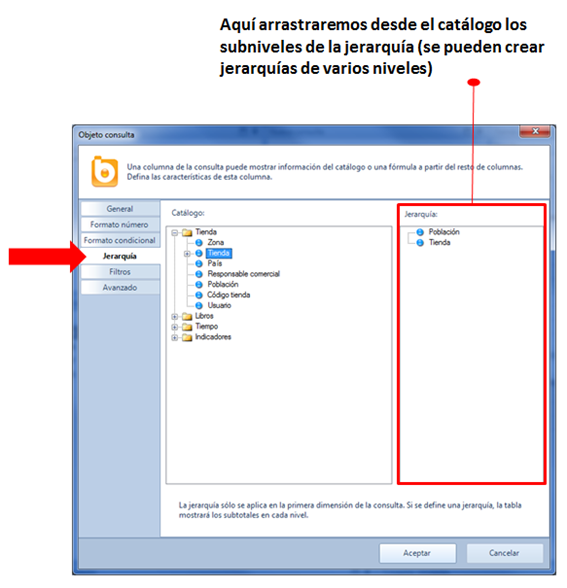 Aquí arrastraremos desde el catálogo los
subniveles de la jerarquía (se pueden crear
jerarquías de varios niveles)
Objeto consulta
Una columna de la consulta puede mostrar información del catálogo o una fórmula a partir del resto de columnas.
Defina las características de esta columna.
General
Formato número
Formato condicional
Jerarquía
Filtros
Avanzado
Catálogo:
Tienda
Zona
Tienda
País
Responsable comercial
Población
Código tienda
Usuario
Libros
Tiempo
Indicadores
Jerarquía:
Población
Tienda
La jerarquía sólo se aplica en la primera dimensión de la consulta. Si se define una jerarquía, la tabla
mostrará los subtotales en cada nivel.
Aceptar
Cancelar